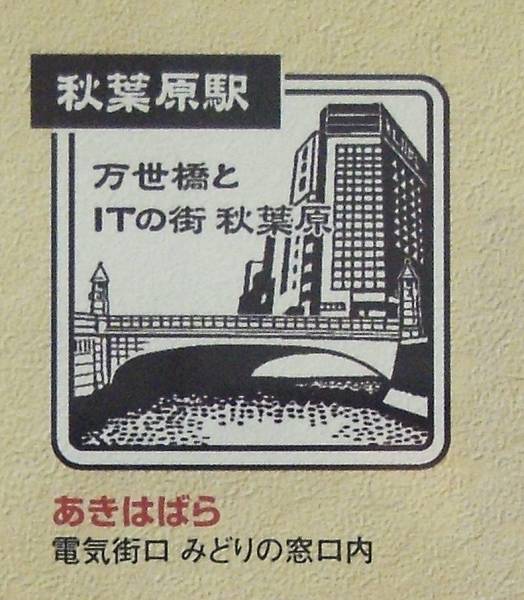 秋葉原駅
万世橋と
ITの街 秋葉原
あきはばら
電気街口 みどりの窓口内